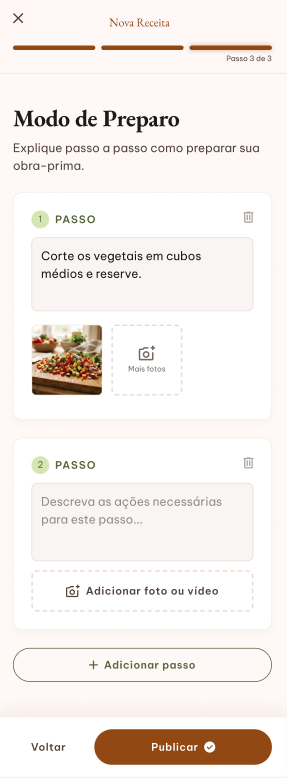 Nova Receita
Passo 3 de 3
Modo de Preparo
Explique passo a passo como preparar sua
obra-prima.
1 PASSO
Corte os vegetais em cubos
médios e reserve.
Mais fotos
2 PASSO
Descreva as ações necessárias
para este passo...
Adicionar foto ou vídeo
+ Adicionar passo
Voltar
Publicar